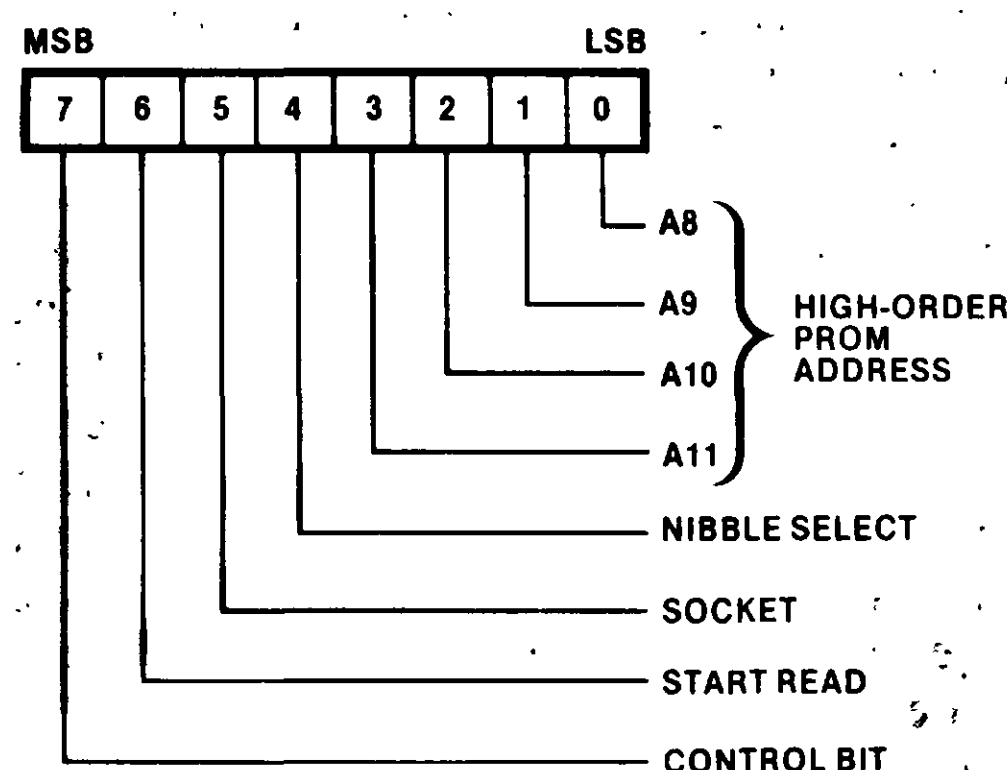 MSB LSB
7 6 5 4 3 2 1 0
A8
A9
A10
A11
HIGH-ORDER
PROM
ADDRESS
NIBBLE SELECT
SOCKET
START READ
CONTROL BIT